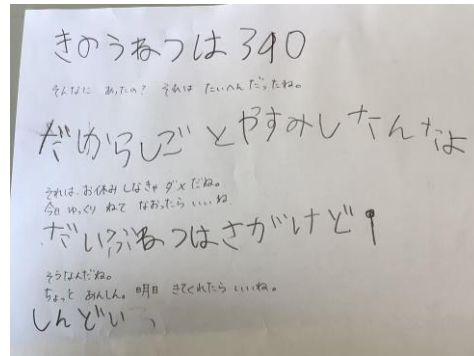 きのうねつは390
そんなに あったの? それは たいへんだったね。
だからしごとやすみしたんだよ
それは、お休みしなきゃ ダメだね。
今日 ゆっくり ねて なおったら いいね
だいぶねつはさがけど
そうなんだね。
ちょっと あんしん。明日 きてくれたら いいね。
しんどい、、